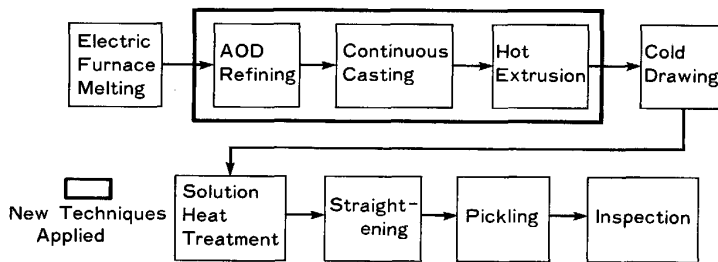 Electric
Furnace
Melting
AOD
Refining
Continuous
Casting
Hot
Extrusion
Cold
Drawing
New Techniques
Applied
Solution
Heat
Treatment
Straight-
ening
Pickling
Inspection